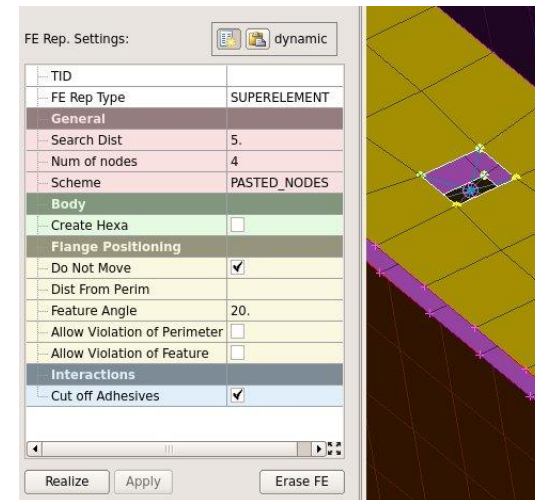 FE Rep. Settings: dynamic
TID
FE Rep Type SUPERELEMENT
General
Search Dist 5.
Num of nodes 4
Scheme PASTED_NODES
Body
Create Hexa
Flange Positioning
Do Not Move
Dist From Perim
Feature Angle 20.
Allow Violation of Perimeter
Allow Violation of Feature
Interactions
Cut off Adhesives
Realize Apply Erase FE